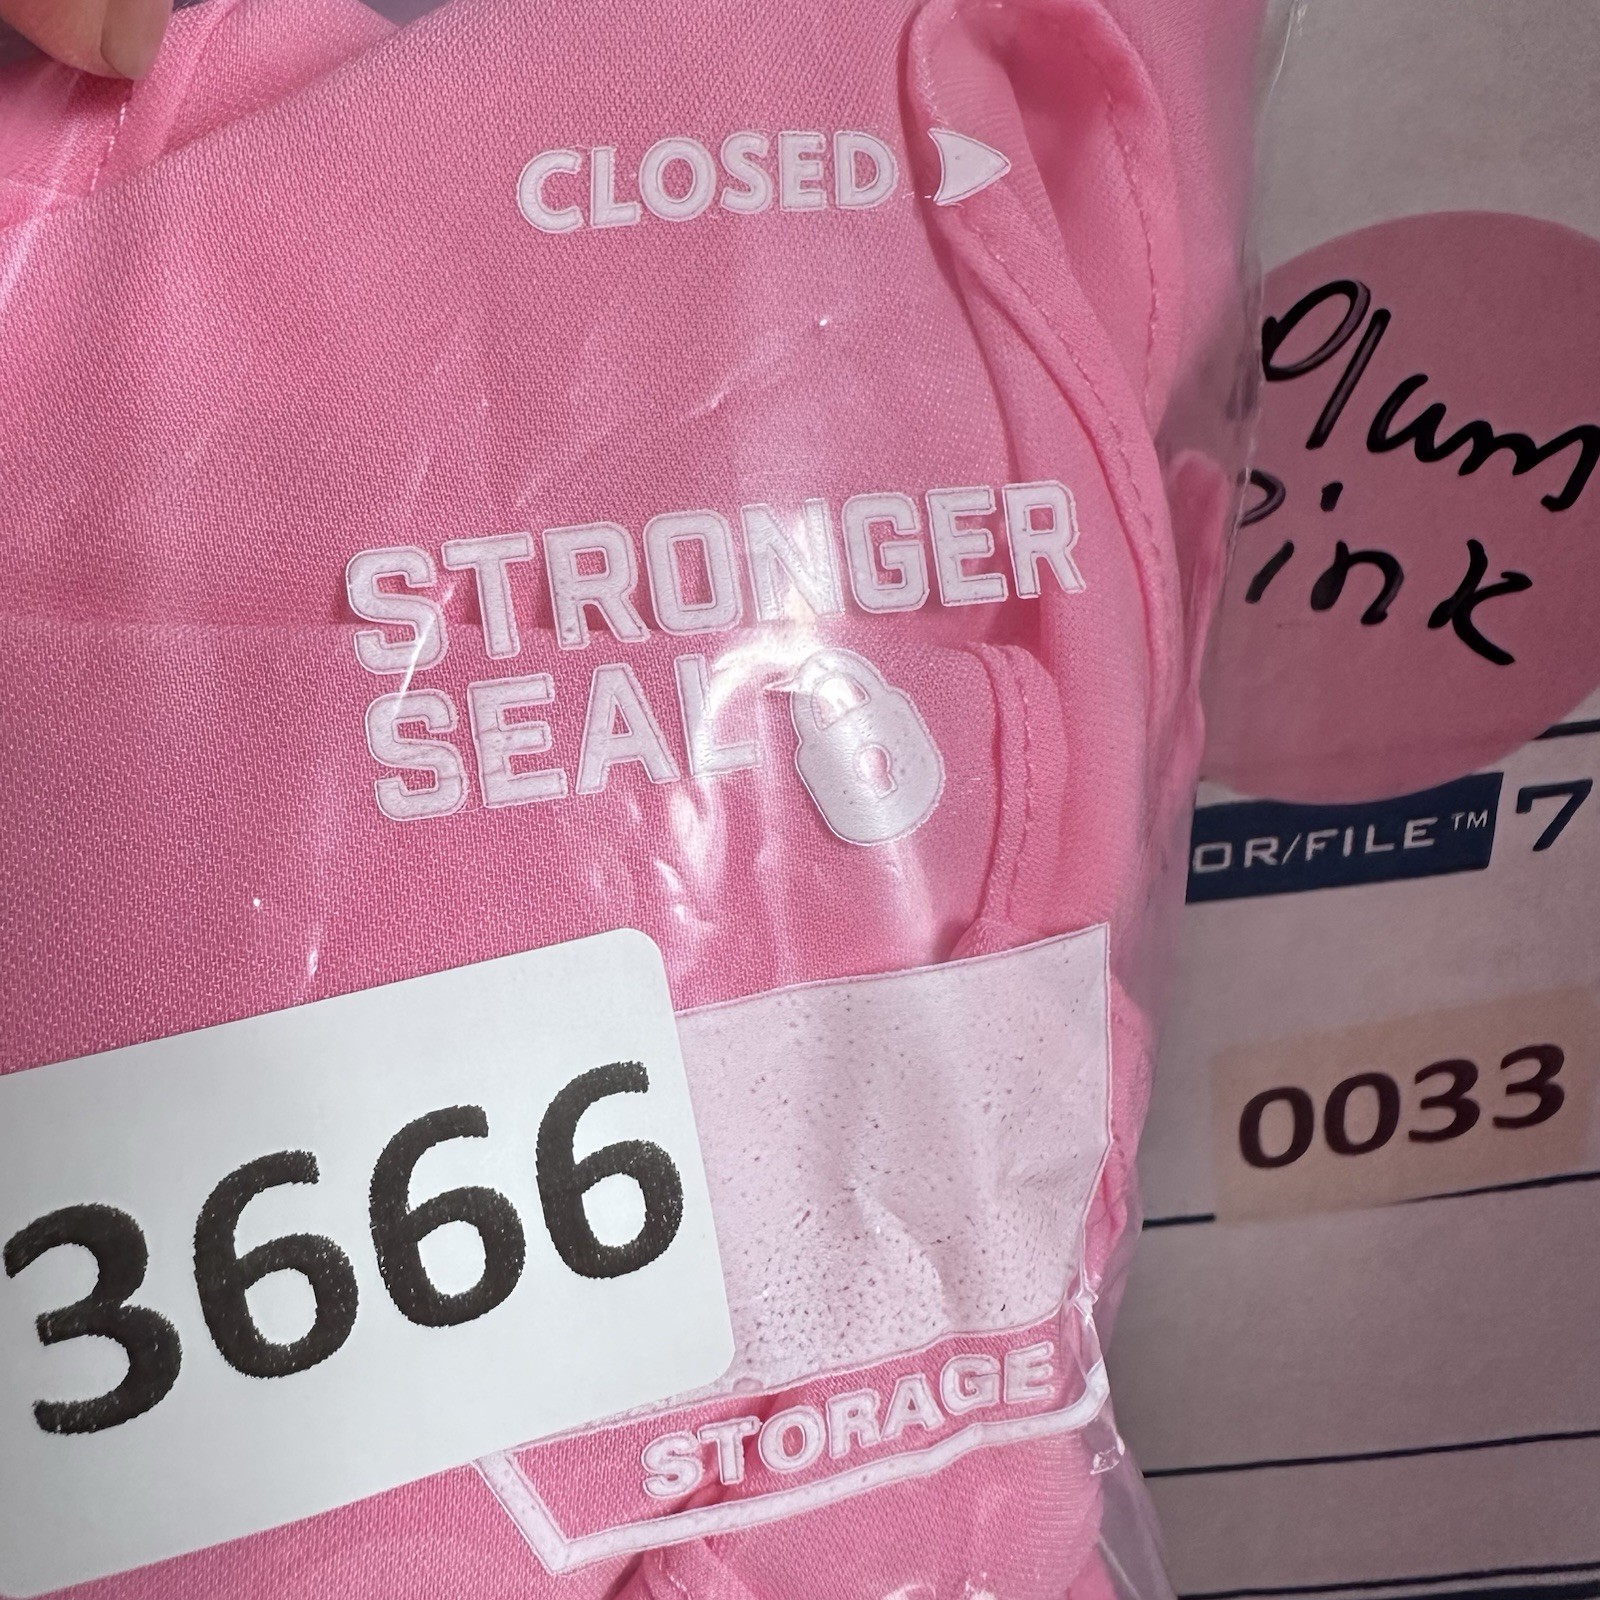 CLOSED
STRONGER
SEAL
Plum
Pink
OR/FILE™ 7
0033
3666
STORAGE